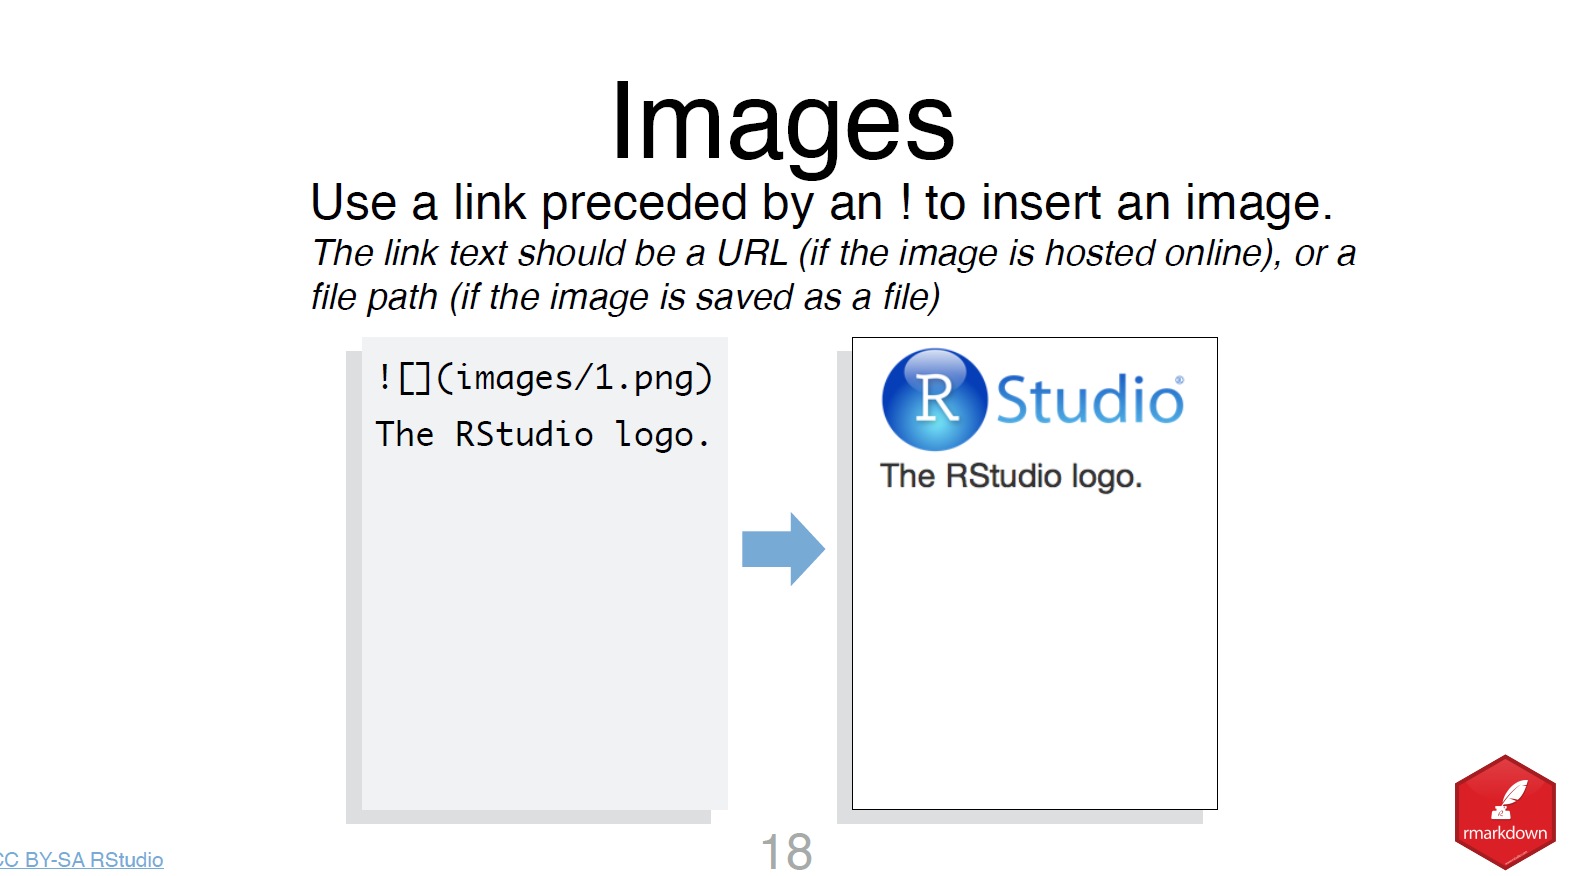 Images
Use a link preceded by an ! to insert an image.
The link text should be a URL (if the image is hosted online), or a
file path (if the image is saved as a file)
![](images/1.png)
The RStudio logo.
R Studio®
The RStudio logo.
rmarkdown
18
CC BY-SA RStudio